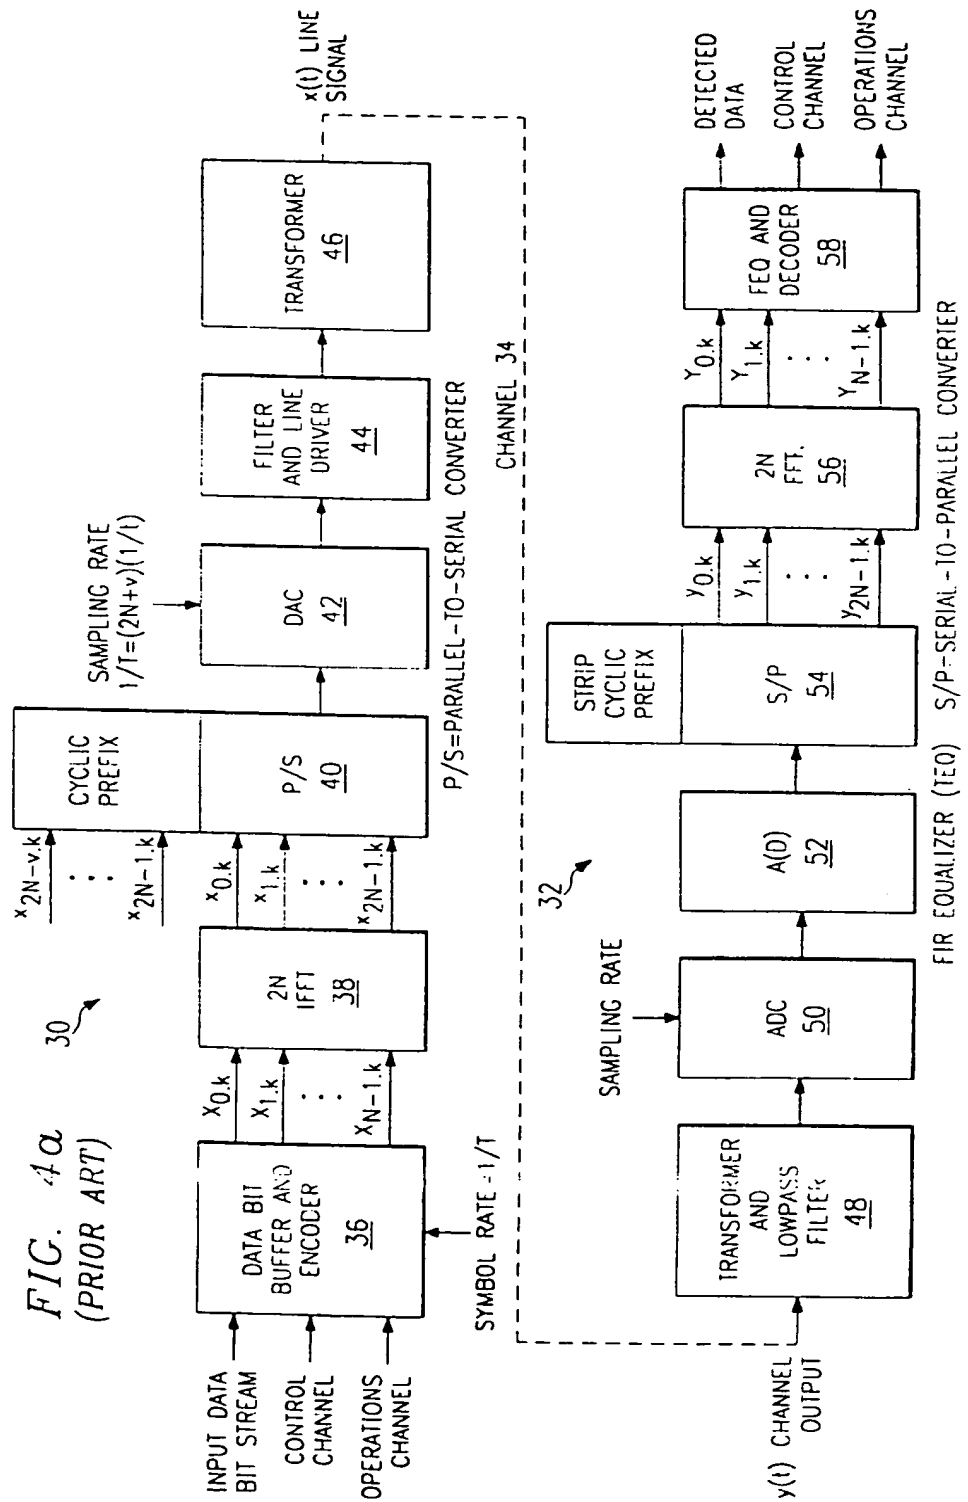 FIG. 4a
(PRIOR ART)
30
INPUT DATA
BIT STREAM
CONTROL
CHANNEL
OPERATIONS
CHANNEL
DATA BIT
BUFFER AND
ENCODER
36
SYMBOL RATE =1/T
X0.k
X1.k
XN-1.k
2N
IFFT
38
x2N-v.k
x2N-1.k
x0.k
x1.k
x2N-1.k
CYCLIC
PREFIX
P/S
40
SAMPLING RATE
1/T=(2N+v)(1/t)
DAC
42
FILTER
AND LINE
DRIVER
44
TRANSFORMER
46
x(t) LINE
SIGNAL
P/S=PARALLEL-TO-SERIAL CONVERTER
CHANNEL 34
32
y(t) CHANNEL
OUTPUT
TRANSFORMER
AND
LOWPASS
FILTER
48
SAMPLING RATE
ADC
50
A(D)
52
FIR EQUALIZER (TEQ)
STRIP
CYCLIC
PREFIX
S/P
54
y0.k
y1.k
y2N-1.k
2N
FFT.
56
Y0.k
Y1.k
YN-1.k
FEQ AND
DECODER
58
DETECTED
DATA
CONTROL
CHANNEL
OPERATIONS
CHANNEL
S/P=SERIAL-TO-PARALLEL CONVERTER